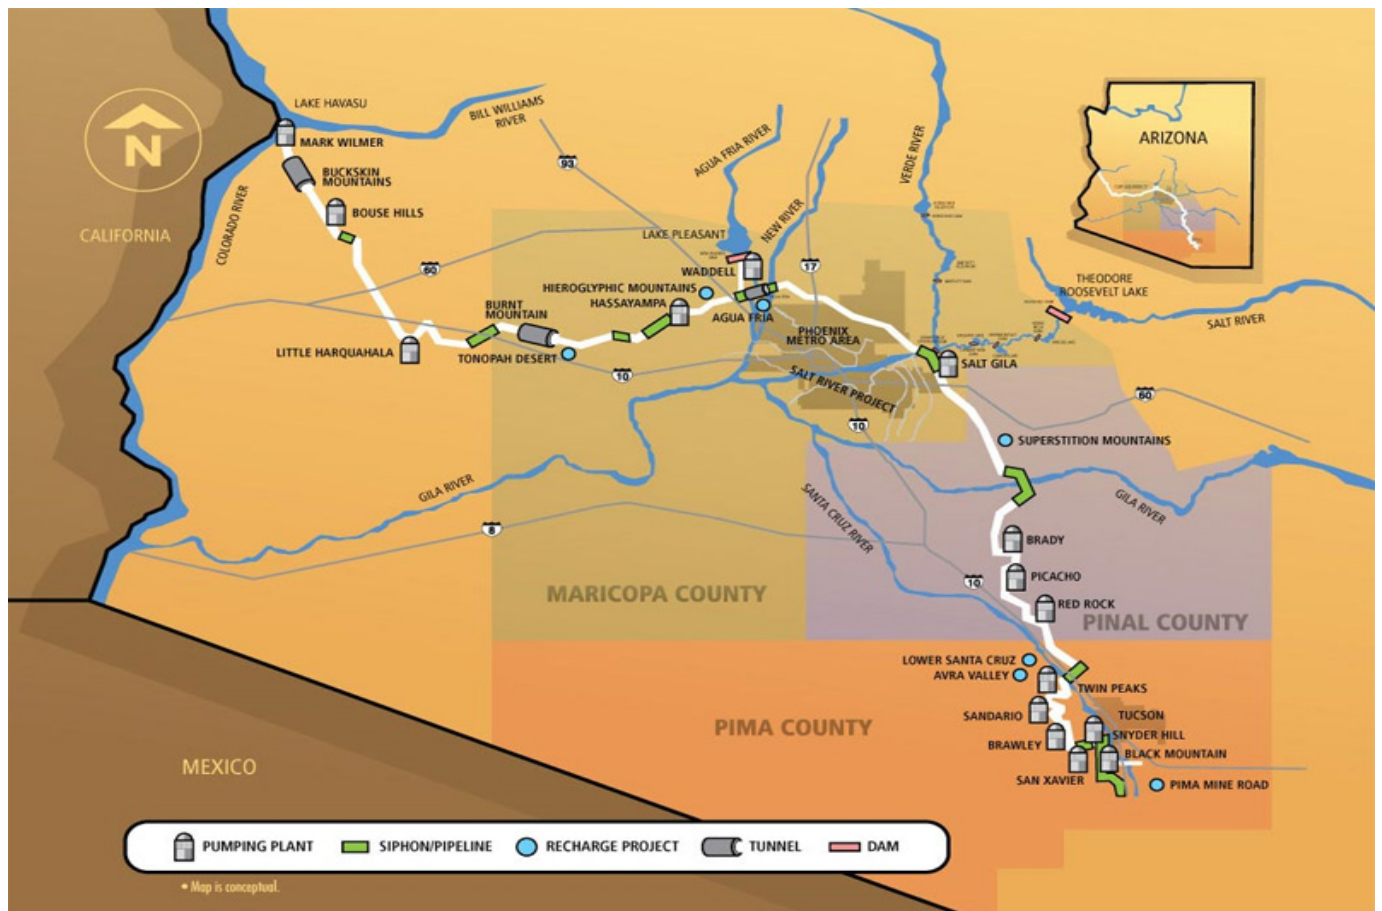 LAKE HAVASU
BILL WILLIAMS
RIVER
N
MARK WILMER
BUCKSKIN
MOUNTAINS
BOUSE HILLS
CALIFORNIA
COLORADO RIVER
93
60
AGUA FRIA RIVER
LAKE PLEASANT
NEW RIVER
VERDE RIVER
17
ARIZONA
WADDELL
HIEROGLYPHIC MOUNTAINS
HASSAYAMPA
AGUA FRIA
BURNT
MOUNTAIN
LITTLE HARQUAHALA
TONOPAH DESERT
10
PHOENIX
METRO AREA
SALT RIVER PROJECT
10
THEODORE
ROOSEVELT LAKE
SALT RIVER
SALT GILA
60
SUPERSTITION MOUNTAINS
GILA RIVER
GILA RIVER
SANTA CRUZ RIVER
8
BRADY
10
PICACHO
RED ROCK
MARICOPA COUNTY
PINAL COUNTY
LOWER SANTA CRUZ
AVRA VALLEY
TWIN PEAKS
SANDARIO
TUCSON
SNYDER HILL
BRAWLEY
BLACK MOUNTAIN
SAN XAVIER
PIMA MINE ROAD
PIMA COUNTY
MEXICO
PUMPING PLANT
SIPHON/PIPELINE
RECHARGE PROJECT
TUNNEL
DAM
• Map is conceptual.